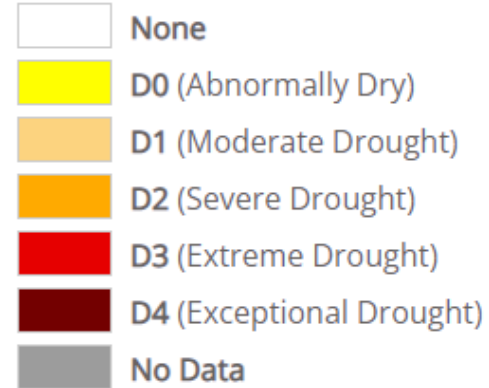 None
D0 (Abnormally Dry)
D1 (Moderate Drought)
D2 (Severe Drought)
D3 (Extreme Drought)
D4 (Exceptional Drought)
No Data